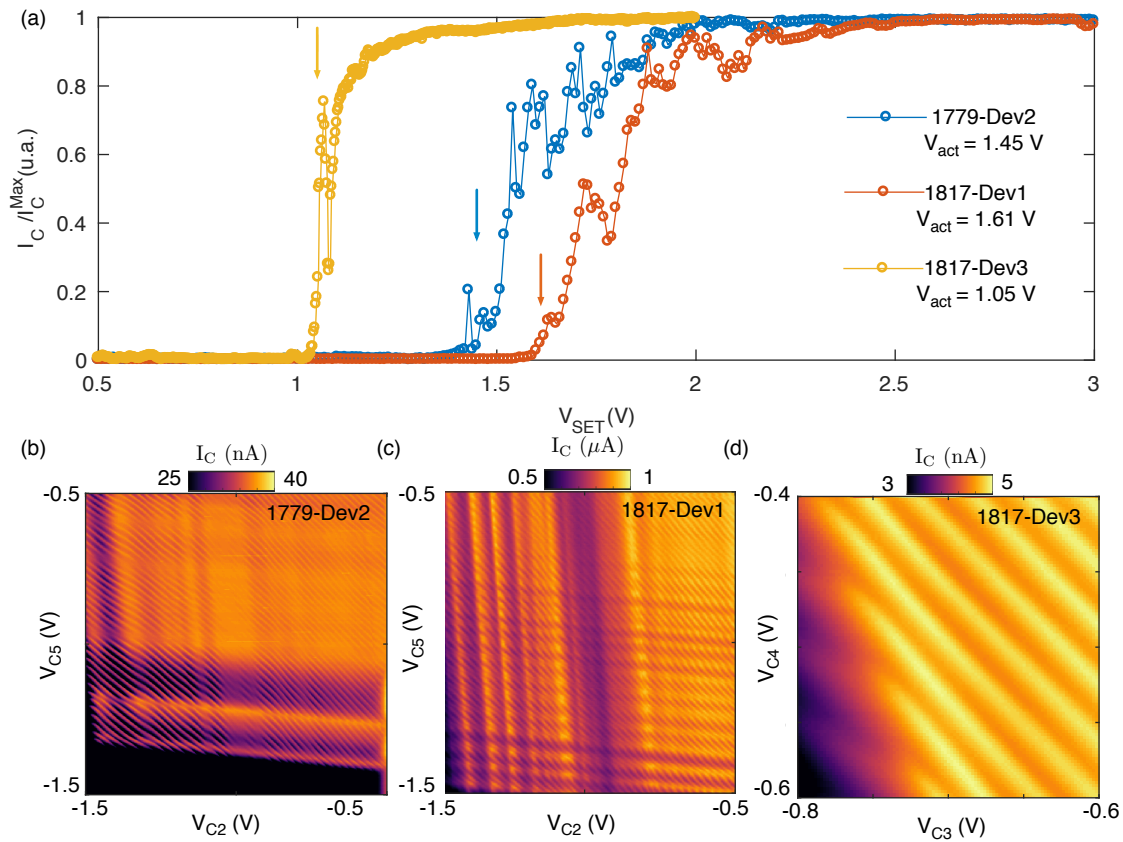 (a)
1
0.8
0.6
0.4
0.2
0
I_C /I_C^Max (u.a.)
0.5
1
1.5
2
2.5
3
V_SET (V)
1779-Dev2
V_act = 1.45 V
1817-Dev1
V_act = 1.61 V
1817-Dev3
V_act = 1.05 V
(b)
I_C (nA)
25
40
-0.5
1779-Dev2
V_C5 (V)
-1.5
-1.5
-0.5
V_C2 (V)
(c)
I_C (μA)
0.5
1
-0.5
1817-Dev1
V_C5 (V)
-1.5
-1.5
-0.5
V_C2 (V)
(d)
I_C (nA)
3
5
-0.4
1817-Dev3
V_C4 (V)
-0.6
-0.8
-0.6
V_C3 (V)